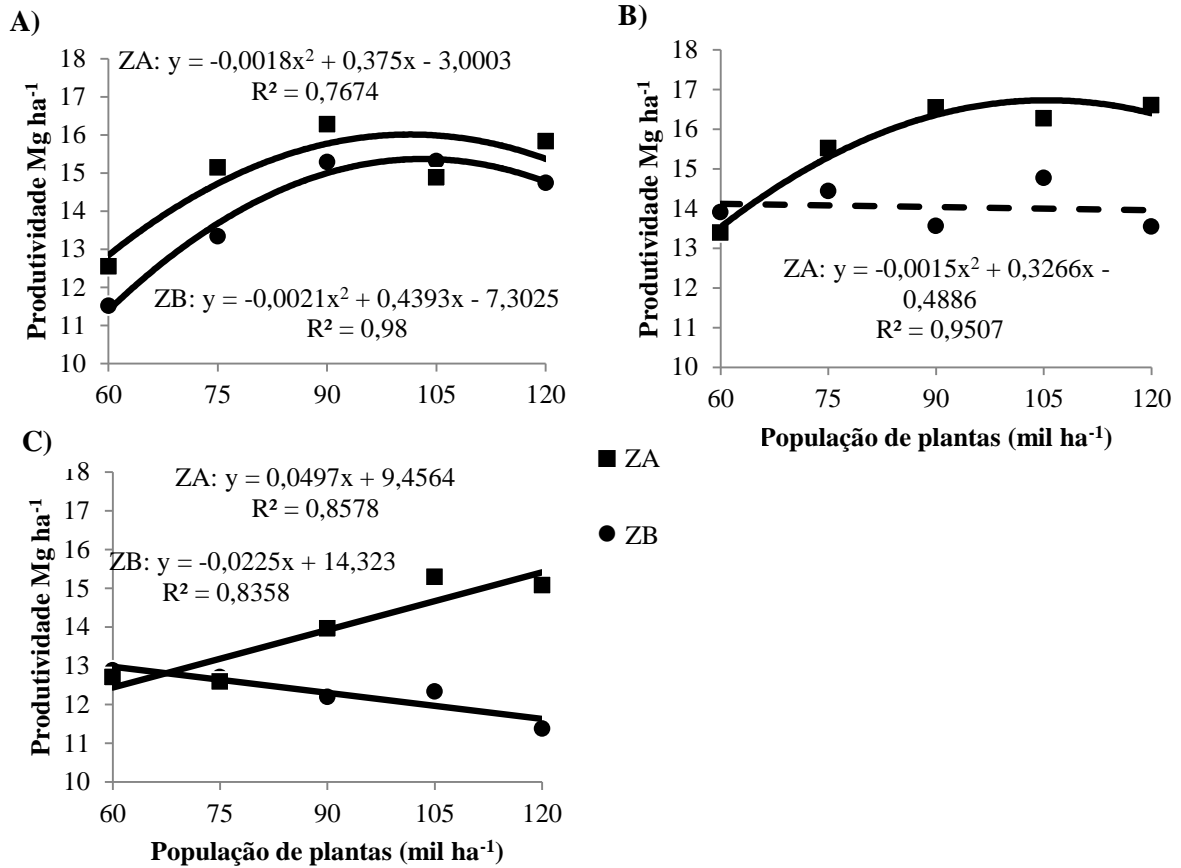 A)
Produtividade Mg ha⁻¹
18
17
16
15
14
13
12
11
10
ZA: y = -0,0018x² + 0,375x - 3,0003
R² = 0,7674
ZB: y = -0,0021x² + 0,4393x - 7,3025
R² = 0,98
60 75 90 105 120
B)
Produtividade Mg ha⁻¹
18
17
16
15
14
13
12
11
10
ZA: y = -0,0015x² + 0,3266x -
0,4886
R² = 0,9507
60 75 90 105 120
População de plantas (mil ha⁻¹)
C)
Produtividade Mg ha⁻¹
18
17
16
15
14
13
12
11
10
ZA: y = 0,0497x + 9,4564
R² = 0,8578
ZB: y = -0,0225x + 14,323
R² = 0,8358
60 75 90 105 120
População de plantas (mil ha⁻¹)
ZA
ZB